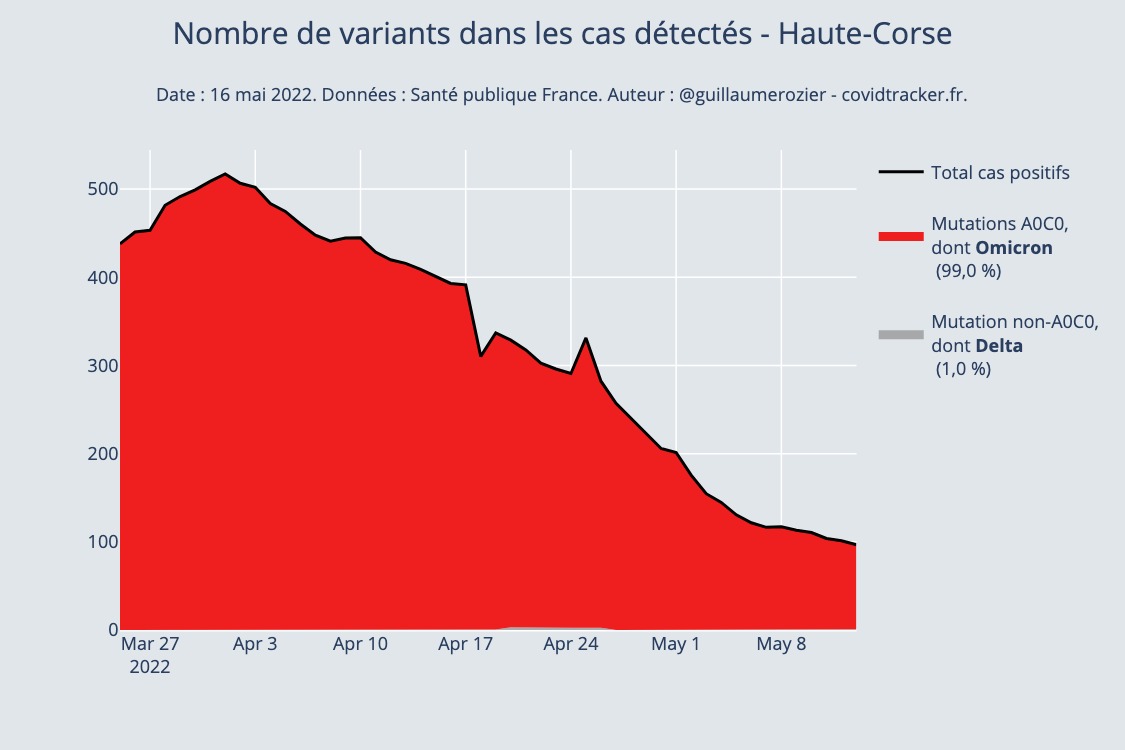 Nombre de variants dans les cas détectés - Haute-Corse
Date : 16 mai 2022. Données : Santé publique France. Auteur : @guillaumerozier - covidtracker.fr.
500
400
300
200
100
0
Mar 27
2022
Apr 3
Apr 10
Apr 17
Apr 24
May 1
May 8
Total cas positifs
Mutations A0C0,
dont Omicron
(99,0 %)
Mutation non-A0C0,
dont Delta
(1,0 %)